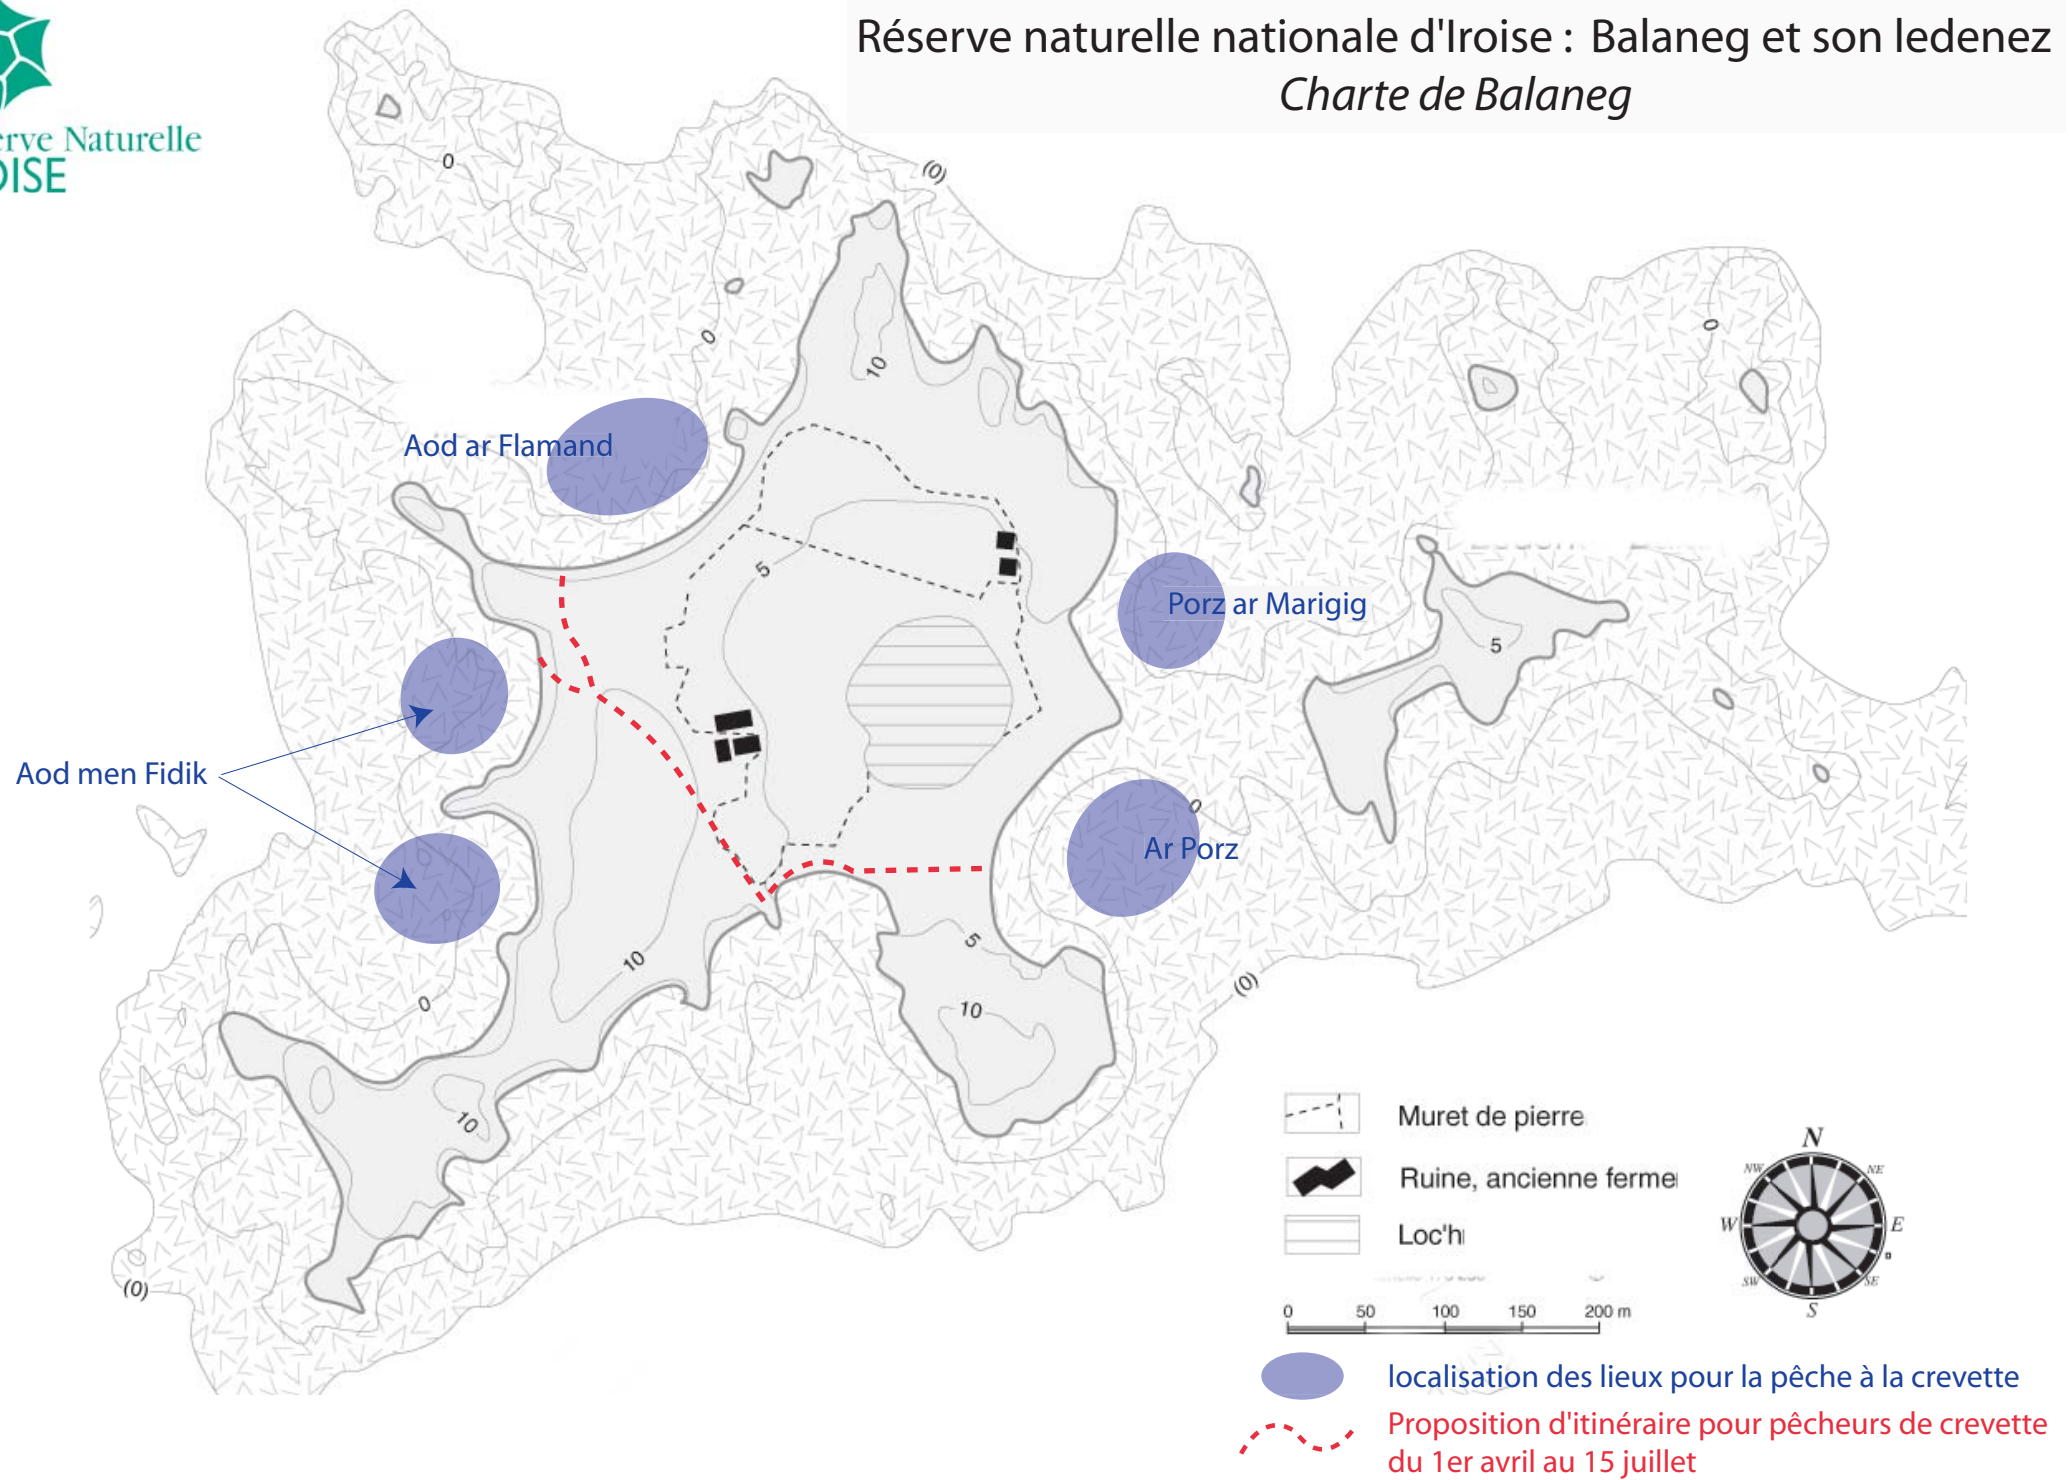 Réserve naturelle nationale d'Iroise : Balaneg et son ledenez
Charte de Balaneg
erve Naturelle
OISE
0
(0)
0
0
10
Aod ar Flamand
5
Porz ar Marigig
5
Aod men Fidik
0
Ar Porz
5
10
10
0
(0)
10
(0)
Muret de pierre
Ruine, ancienne ferme
Loc'h
N
NW
NE
W
E
SW
SE
S
0 50 100 150 200 m
localisation des lieux pour la pêche à la crevette
Proposition d'itinéraire pour pêcheurs de crevette
du 1er avril au 15 juillet